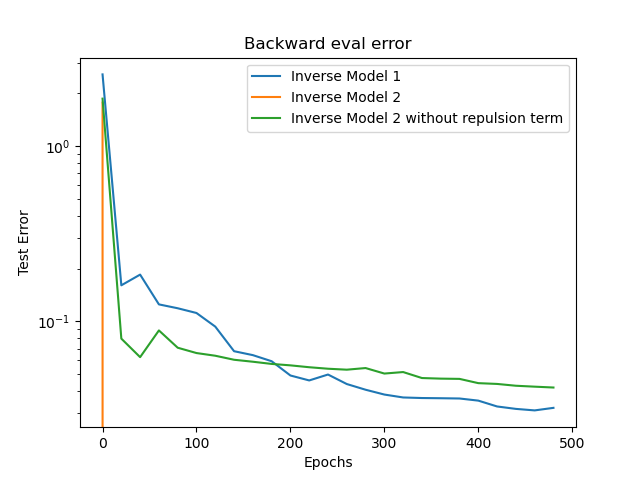 Backward eval error
Inverse Model 1
Inverse Model 2
Inverse Model 2 without repulsion term
Test Error
10⁰
10⁻¹
0 100 200 300 400 500
Epochs